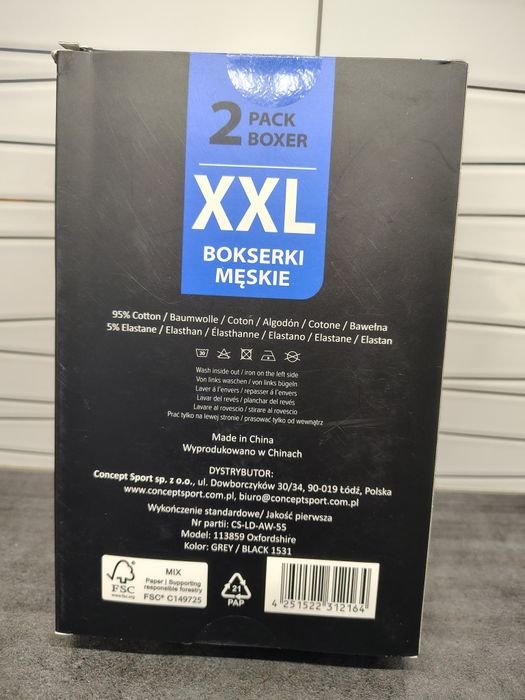 2 PACK
BOXER
XXL
BOKSERKI
MĘSKIE
95% Cotton / Baumwolle / Coton / Algodón / Cotone / Bawełna
5% Elastane / Elasthan / Élasthanne / Elastano / Elastane / Elastan
30
Wash inside out / iron on the left side
Von links waschen / von links bügeln
Laver à l'envers / repasser à l'envers
Lavar del revés / planchar del revés
Lavare al rovescio / stirare al rovescio
Prać tylko na lewej stronie / prasować tylko od wewnątrz
Made in China
Wyprodukowano w Chinach
DYSTRYBUTOR:
Concept Sport sp. z o.o., ul. Dowborczyków 30/34, 90-019 Łódź, Polska
www.conceptsport.com.pl, biuro@conceptsport.com.pl
Wykończenie standardowe/ Jakość pierwsza
Nr partii: CS-LD-AW-55
Model: 113859 Oxfordshire
Kolor: GREY / BLACK 1531
FSC
www.fsc.org
MIX
Paper | Supporting
responsible forestry
FSC® C149725
21
PAP
4 251522 312164